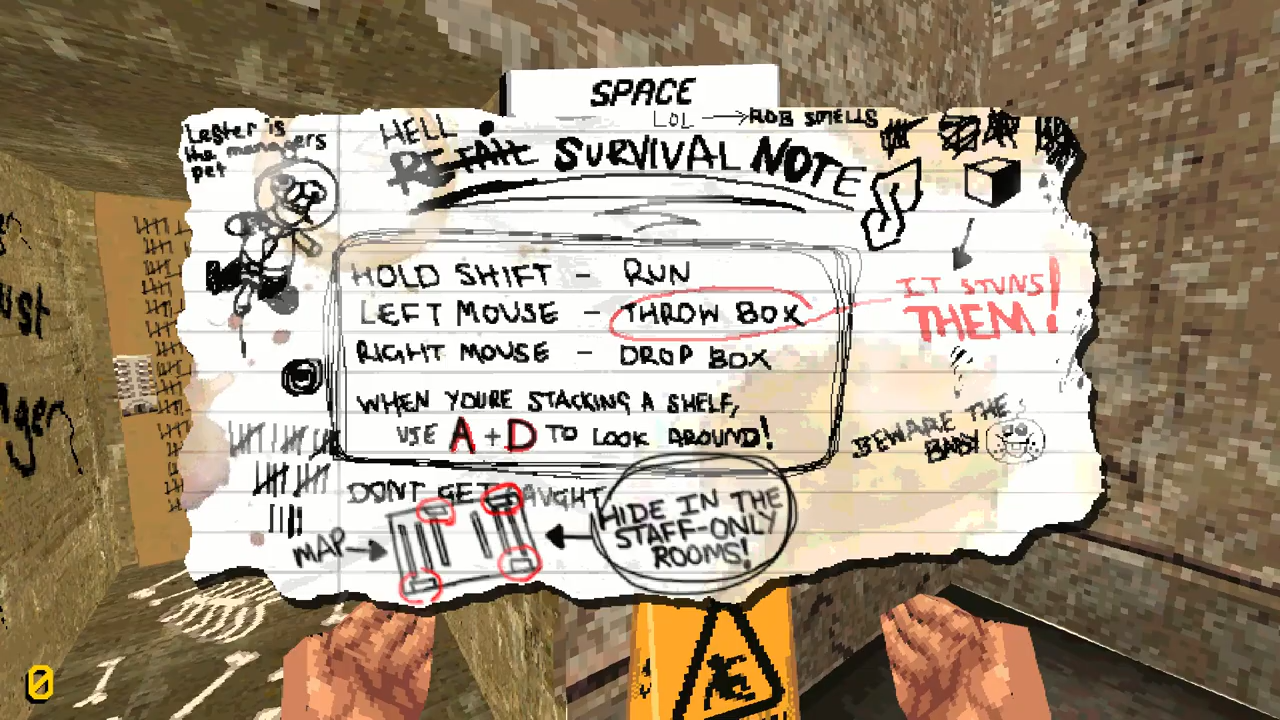 SPACE
LOL → ROB SMELLS
Lester is
the managers
pet
HELL
RETAIL SURVIVAL NOTE
HOLD SHIFT - RUN
LEFT MOUSE - THROW BOX
RIGHT MOUSE - DROP BOX
WHEN YOURE STACKING A SHELF,
USE A + D TO LOOK AROUND!
IT STUNS
THEM!
BEWARE THE
BABY!
DONT GET CAUGHT
HIDE IN THE
STAFF-ONLY
ROOMS!
MAP
0